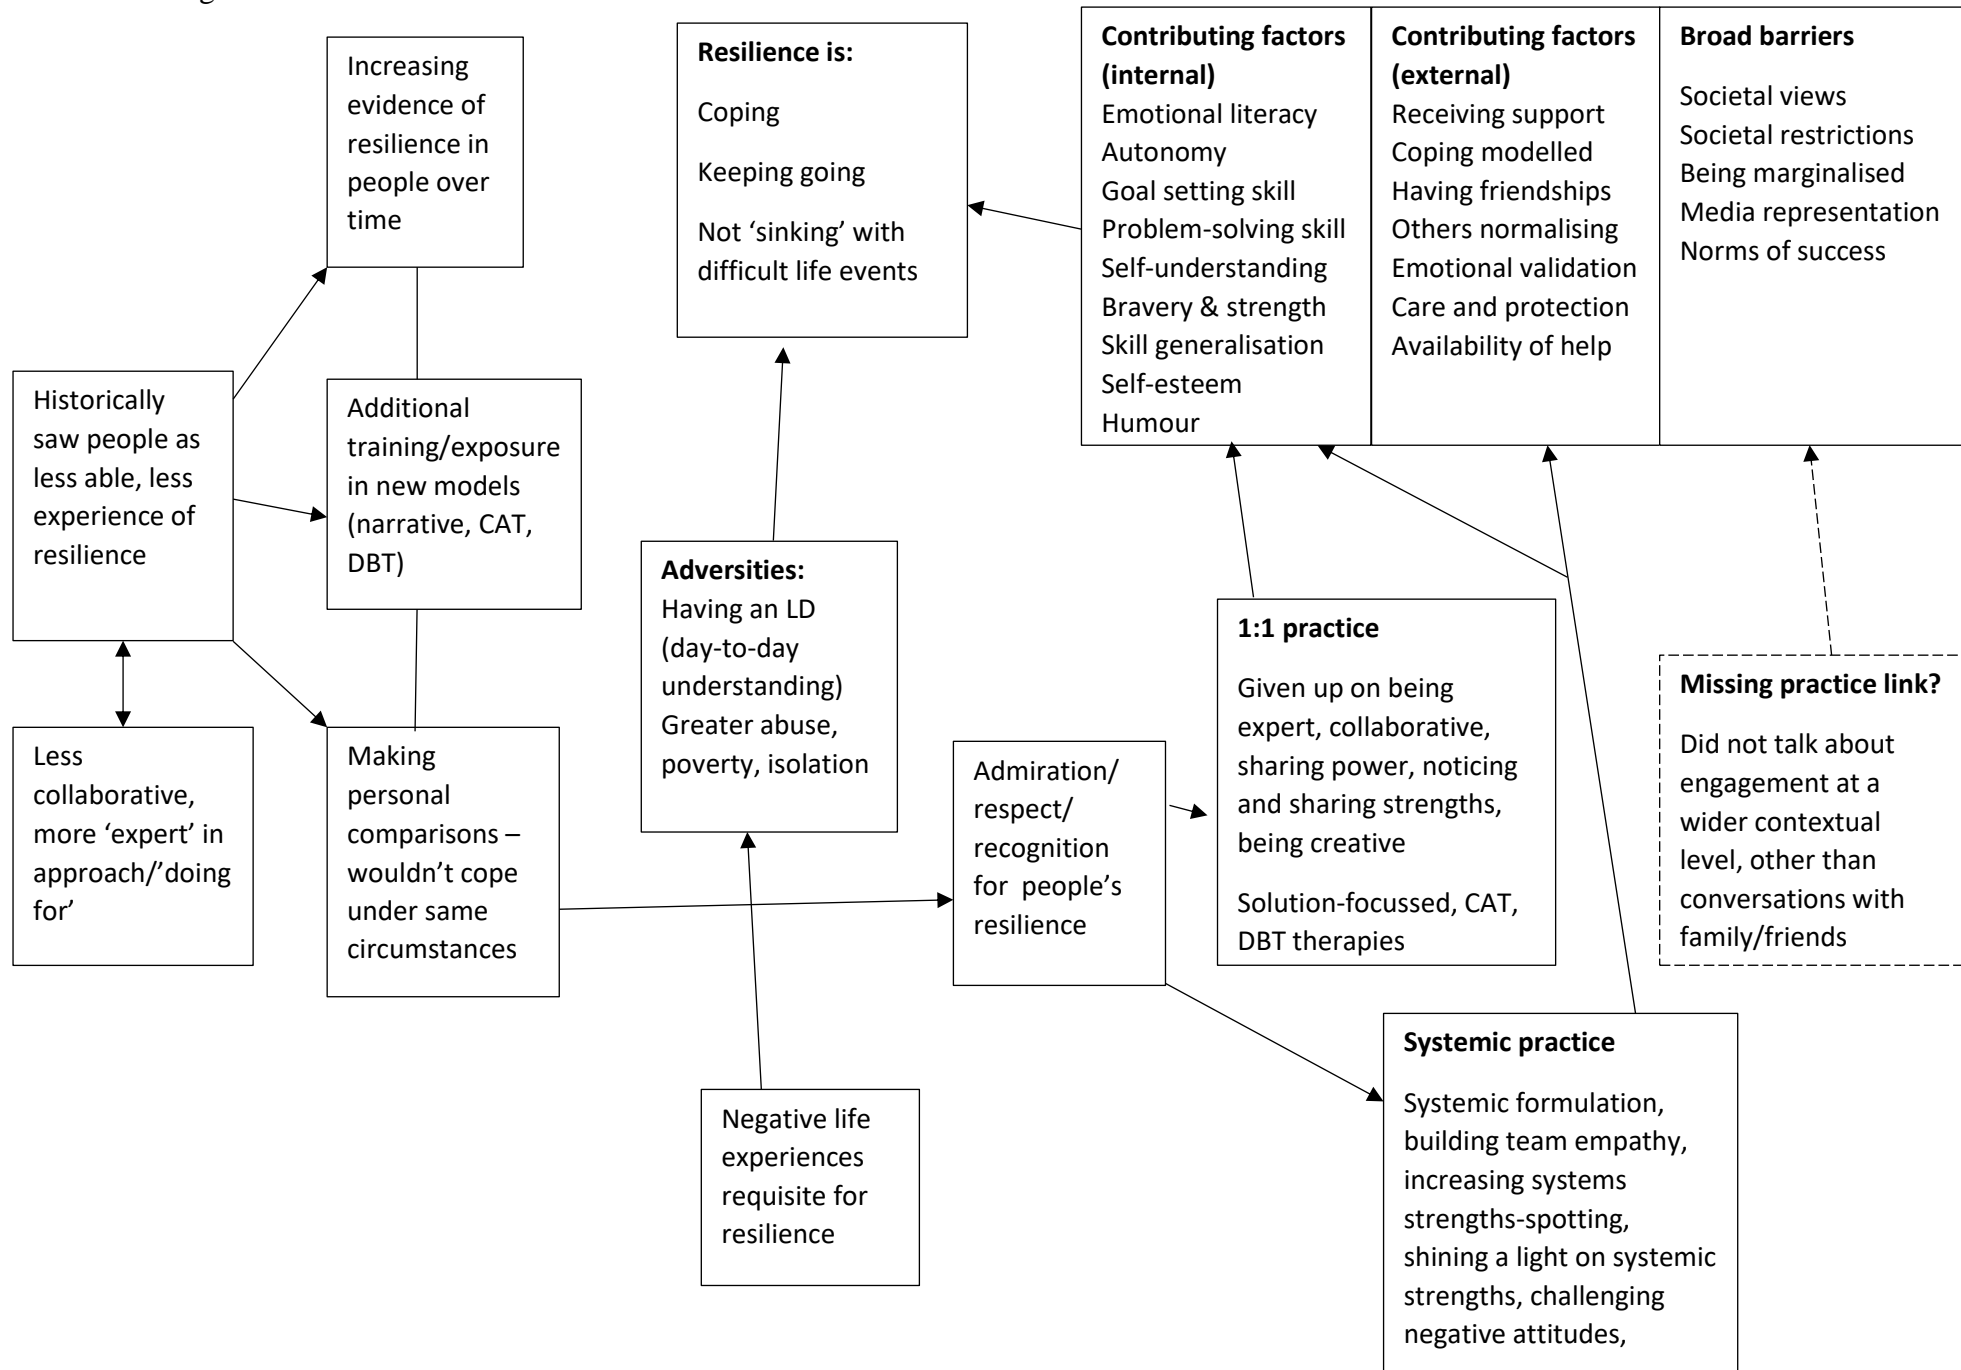 Increasing
evidence of
resilience in
people over
time
Resilience is:
Coping
Keeping going
Not ‘sinking’ with
difficult life events
Contributing factors
(internal)
Emotional literacy
Autonomy
Goal setting skill
Problem-solving skill
Self-understanding
Bravery & strength
Skill generalisation
Self-esteem
Humour
Contributing factors
(external)
Receiving support
Coping modelled
Having friendships
Others normalising
Emotional validation
Care and protection
Availability of help
Broad barriers
Societal views
Societal restrictions
Being marginalised
Media representation
Norms of success
Historically
saw people as
less able, less
experience of
resilience
Additional
training/exposure
in new models
(narrative, CAT,
DBT)
Adversities:
Having an LD
(day-to-day
understanding)
Greater abuse,
poverty, isolation
1:1 practice
Given up on being
expert, collaborative,
sharing power, noticing
and sharing strengths,
being creative
Solution-focussed, CAT,
DBT therapies
Missing practice link?
Did not talk about
engagement at a
wider contextual
level, other than
conversations with
family/friends
Less
collaborative,
more ‘expert’ in
approach/’doing
for’
Making
personal
comparisons –
wouldn’t cope
under same
circumstances
Admiration/
respect/
recognition
for  people’s
resilience
Negative life
experiences
requisite for
resilience
Systemic practice
Systemic formulation,
building team empathy,
increasing systems
strengths-spotting,
shining a light on systemic
strengths, challenging
negative attitudes,